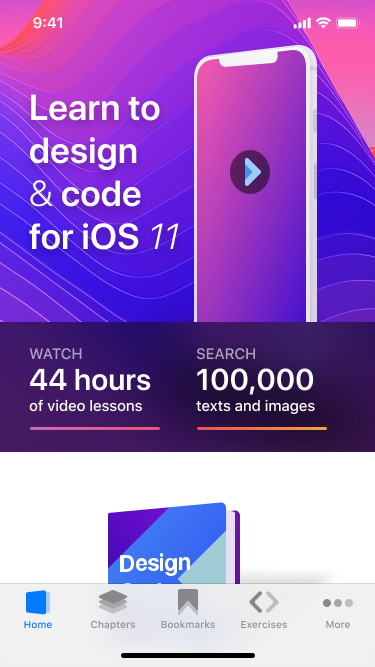 9:41
Learn to
design
& code
for iOS 11
WATCH
44 hours
of video lessons
SEARCH
100,000
texts and images
Design
Home
Chapters
Bookmarks
Exercises
More